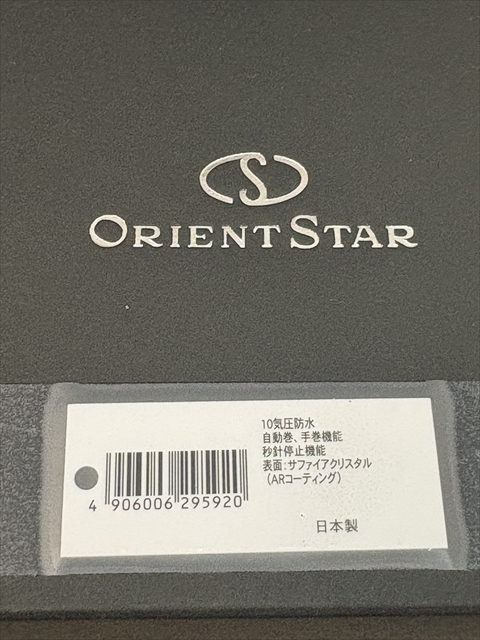 ORIENT STAR
10気圧防水
自動巻、手巻機能
秒針停止機能
表面:サファイアクリスタル
(ARコーティング)
4 906006 295920
日本製